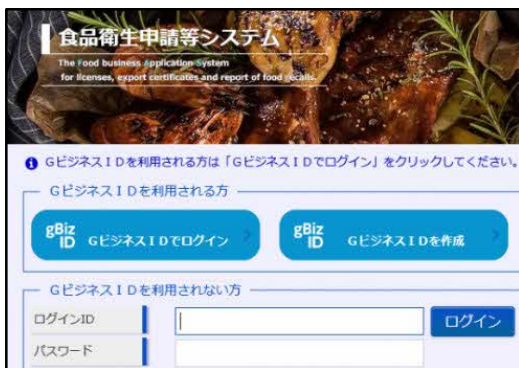 食品衛生申請等システム
The Food business Application System
for licenses, export certificates and report of food recalls.
GビジネスIDを利用される方は「GビジネスIDでログイン」をクリックしてください。
GビジネスIDを利用される方
gBiz ID GビジネスIDでログイン
gBiz ID GビジネスIDを作成
GビジネスIDを利用されない方
ログインID
ログイン
パスワード